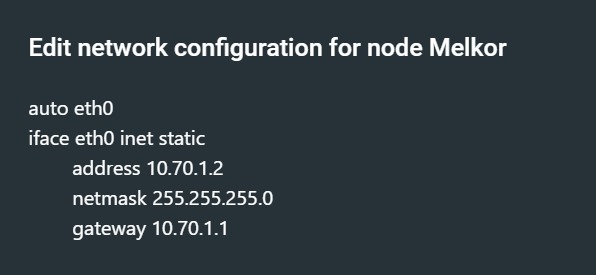 Edit network configuration for node Melkor
auto eth0
iface eth0 inet static
address 10.70.1.2
netmask 255.255.255.0
gateway 10.70.1.1